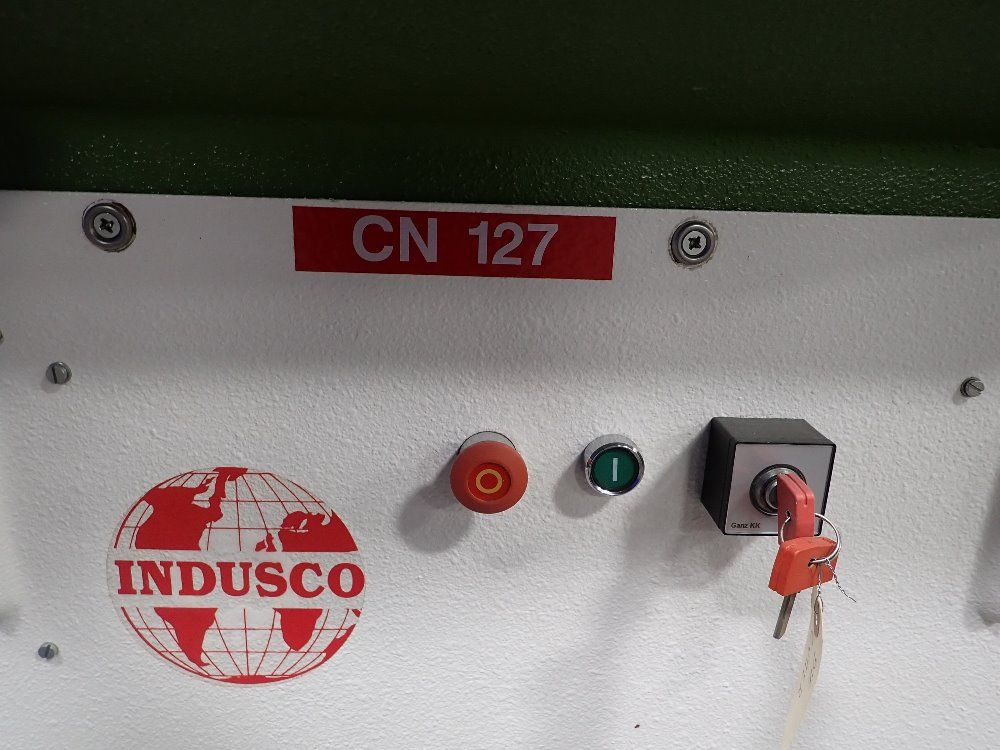 CN 127
O
I
Ganz KK
INDUSCO